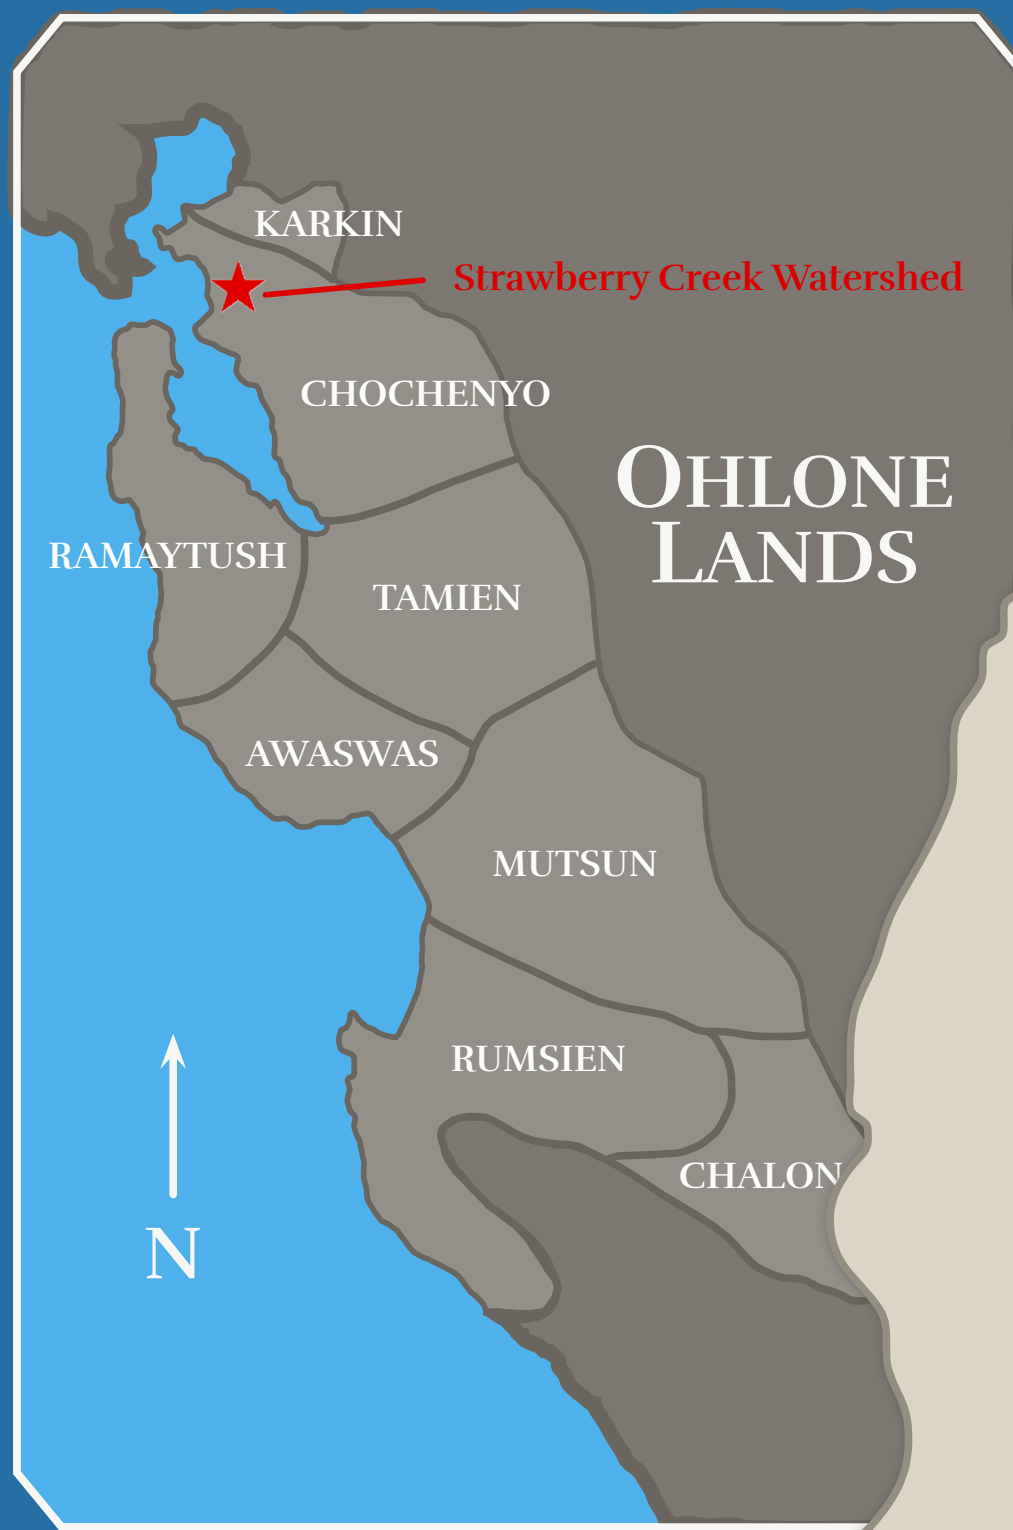 KARKIN
Strawberry Creek Watershed
CHOCHENYO
OHLONE
LANDS
RAMAYTUSH
TAMIEN
AWASWAS
MUTSUN
RUMSIEN
CHALON
N